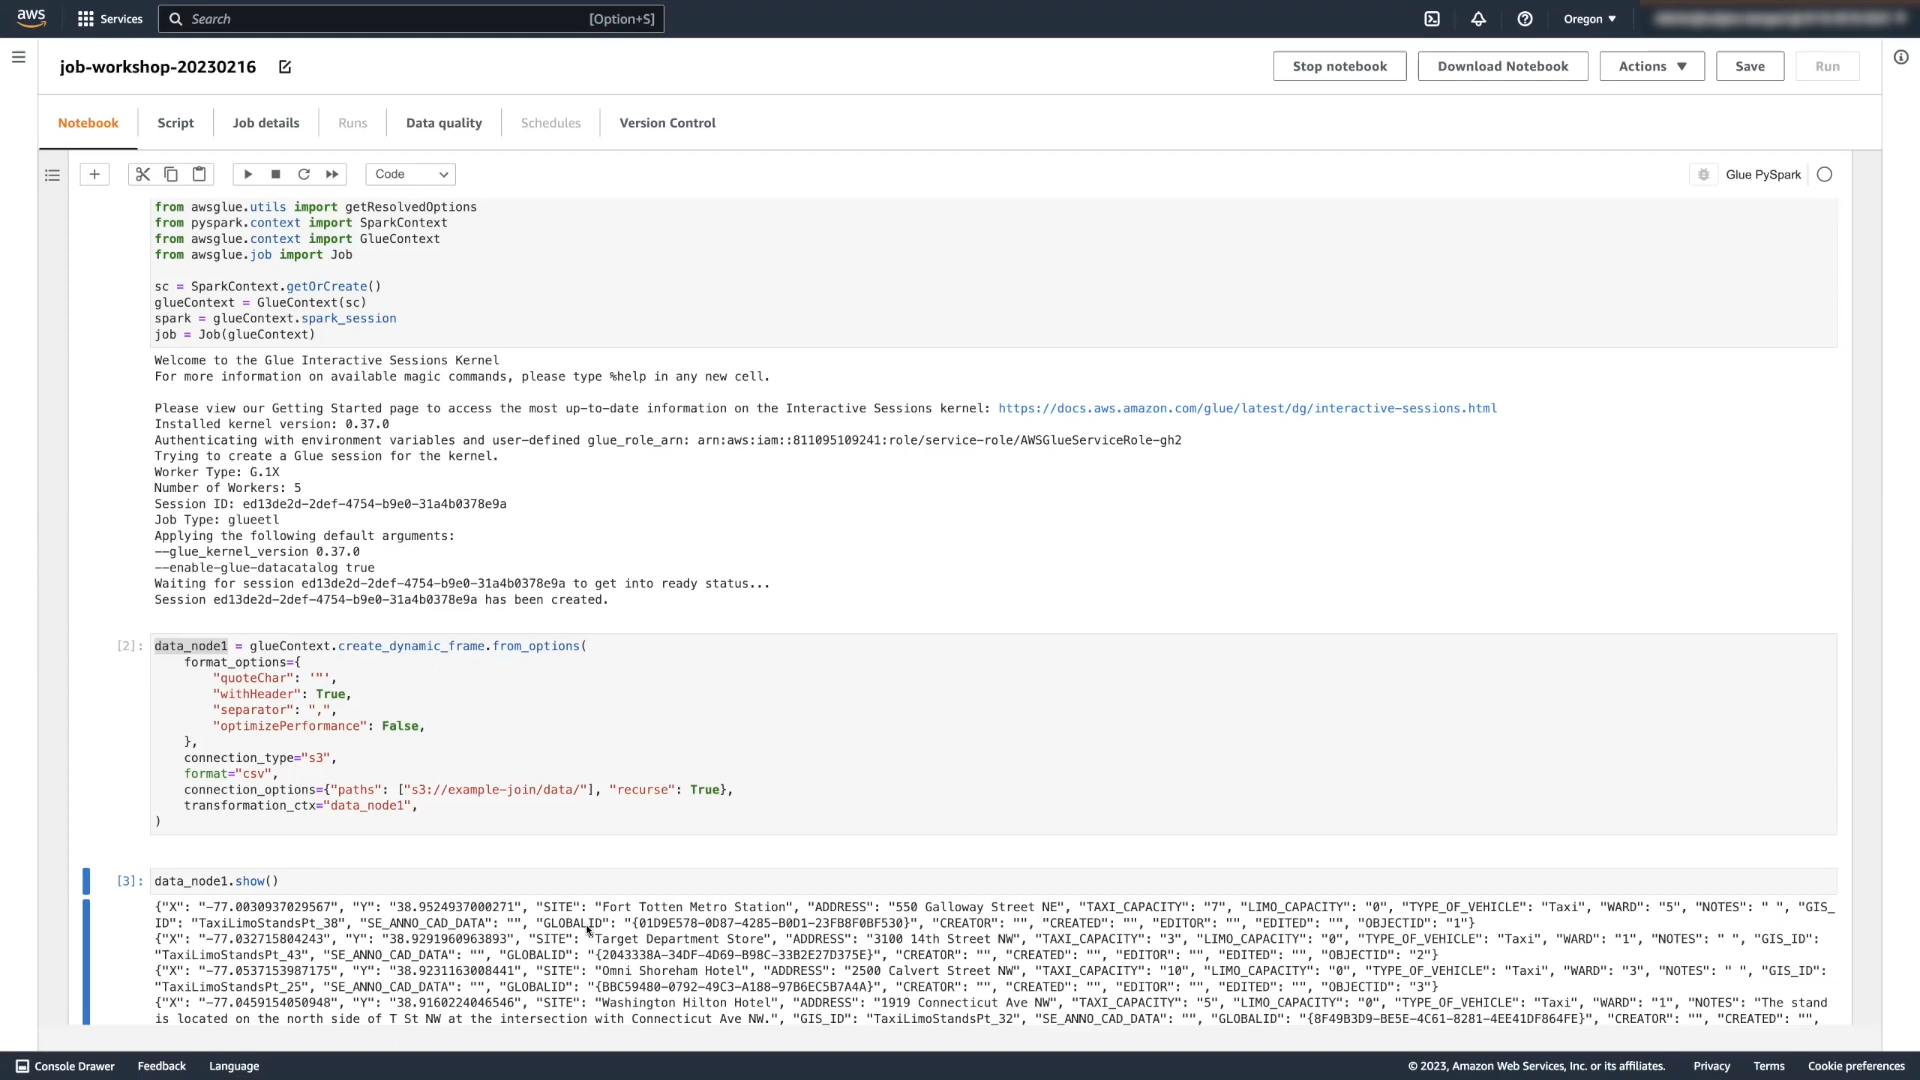 aws
Services
Search
[Option+S]
Oregon ▼
job-workshop-20230216
Stop notebook
Download Notebook
Actions ▼
Save
Run
Notebook
Script
Job details
Runs
Data quality
Schedules
Version Control
Code
Glue PySpark
from awsglue.utils import getResolvedOptions
from pyspark.context import SparkContext
from awsglue.context import GlueContext
from awsglue.job import Job
sc = SparkContext.getOrCreate()
glueContext = GlueContext(sc)
spark = glueContext.spark_session
job = Job(glueContext)
Welcome to the Glue Interactive Sessions Kernel
For more information on available magic commands, please type %help in any new cell.
Please view our Getting Started page to access the most up-to-date information on the Interactive Sessions kernel: https://docs.aws.amazon.com/glue/latest/dg/interactive-sessions.html
Installed kernel version: 0.37.0
Authenticating with environment variables and user-defined glue_role_arn: arn:aws:iam::811095109241:role/service-role/AWSGlueServiceRole-gh2
Trying to create a Glue session for the kernel.
Worker Type: G.1X
Number of Workers: 5
Session ID: ed13de2d-2def-4754-b9e0-31a4b0378e9a
Job Type: glueetl
Applying the following default arguments:
--glue_kernel_version 0.37.0
--enable-glue-datacatalog true
Waiting for session ed13de2d-2def-4754-b9e0-31a4b0378e9a to get into ready status...
Session ed13de2d-2def-4754-b9e0-31a4b0378e9a has been created.
[2]: data_node1 = glueContext.create_dynamic_frame.from_options(
format_options={
"quoteChar": '"',
"withHeader": True,
"separator": ",",
"optimizePerformance": False,
},
connection_type="s3",
format="csv",
connection_options={"paths": ["s3://example-join/data/"], "recurse": True},
transformation_ctx="data_node1",
)
[3]: data_node1.show()
{"X": "-77.0030937029567", "Y": "38.9524937000271", "SITE": "Fort Totten Metro Station", "ADDRESS": "550 Galloway Street NE", "TAXI_CAPACITY": "7", "LIMO_CAPACITY": "0", "TYPE_OF_VEHICLE": "Taxi", "WARD": "5", "NOTES": " ", "GIS_
ID": "TaxiLimoStandsPt_38", "SE_ANNO_CAD_DATA": "", "GLOBALID": "{01D9E578-0D87-4285-B0D1-23FB8F0BF530}", "CREATOR": "", "CREATED": "", "EDITOR": "", "EDITED": "", "OBJECTID": "1"}
{"X": "-77.032715804243", "Y": "38.9291960963893", "SITE": "Target Department Store", "ADDRESS": "3100 14th Street NW", "TAXI_CAPACITY": "3", "LIMO_CAPACITY": "0", "TYPE_OF_VEHICLE": "Taxi", "WARD": "1", "NOTES": " ", "GIS_ID":
"TaxiLimoStandsPt_43", "SE_ANNO_CAD_DATA": "", "GLOBALID": "{2043338A-34DF-4D69-B98C-33B2E27D375E}", "CREATOR": "", "CREATED": "", "EDITOR": "", "EDITED": "", "OBJECTID": "2"}
{"X": "-77.0537153987175", "Y": "38.9231163008441", "SITE": "Omni Shoreham Hotel", "ADDRESS": "2500 Calvert Street NW", "TAXI_CAPACITY": "10", "LIMO_CAPACITY": "0", "TYPE_OF_VEHICLE": "Taxi", "WARD": "3", "NOTES": " ", "GIS_ID":
"TaxiLimoStandsPt_25", "SE_ANNO_CAD_DATA": "", "GLOBALID": "{BBC59480-0792-49C3-A188-97B6EC5B7A4A}", "CREATOR": "", "CREATED": "", "EDITOR": "", "EDITED": "", "OBJECTID": "3"}
{"X": "-77.0459154050948", "Y": "38.9160224046546", "SITE": "Washington Hilton Hotel", "ADDRESS": "1919 Connecticut Ave NW", "TAXI_CAPACITY": "5", "LIMO_CAPACITY": "0", "TYPE_OF_VEHICLE": "Taxi", "WARD": "1", "NOTES": "The stand
is located on the north side of T St NW at the intersection with Connecticut Ave NW.", "GIS_ID": "TaxiLimoStandsPt_32", "SE_ANNO_CAD_DATA": "", "GLOBALID": "{8F49B3D9-BE5E-4C61-8281-4EE41DF864FE}", "CREATOR": "", "CREATED": "",
Console Drawer
Feedback
Language
© 2023, Amazon Web Services, Inc. or its affiliates.
Privacy
Terms
Cookie preferences